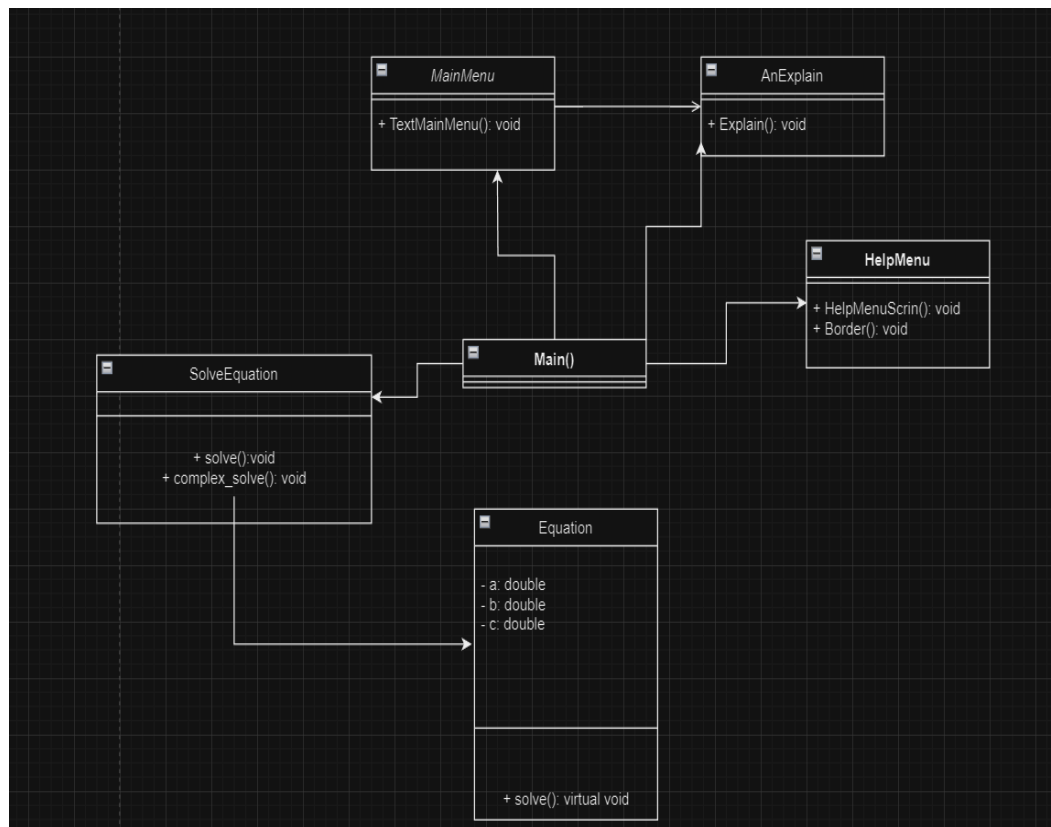 MainMenu
+ TextMainMenu(): void
AnExplain
+ Explain(): void
HelpMenu
+ HelpMenuScrin(): void
+ Border(): void
Main()
SolveEquation
+ solve():void
+ complex_solve(): void
Equation
- a: double
- b: double
- c: double
+ solve(): virtual void